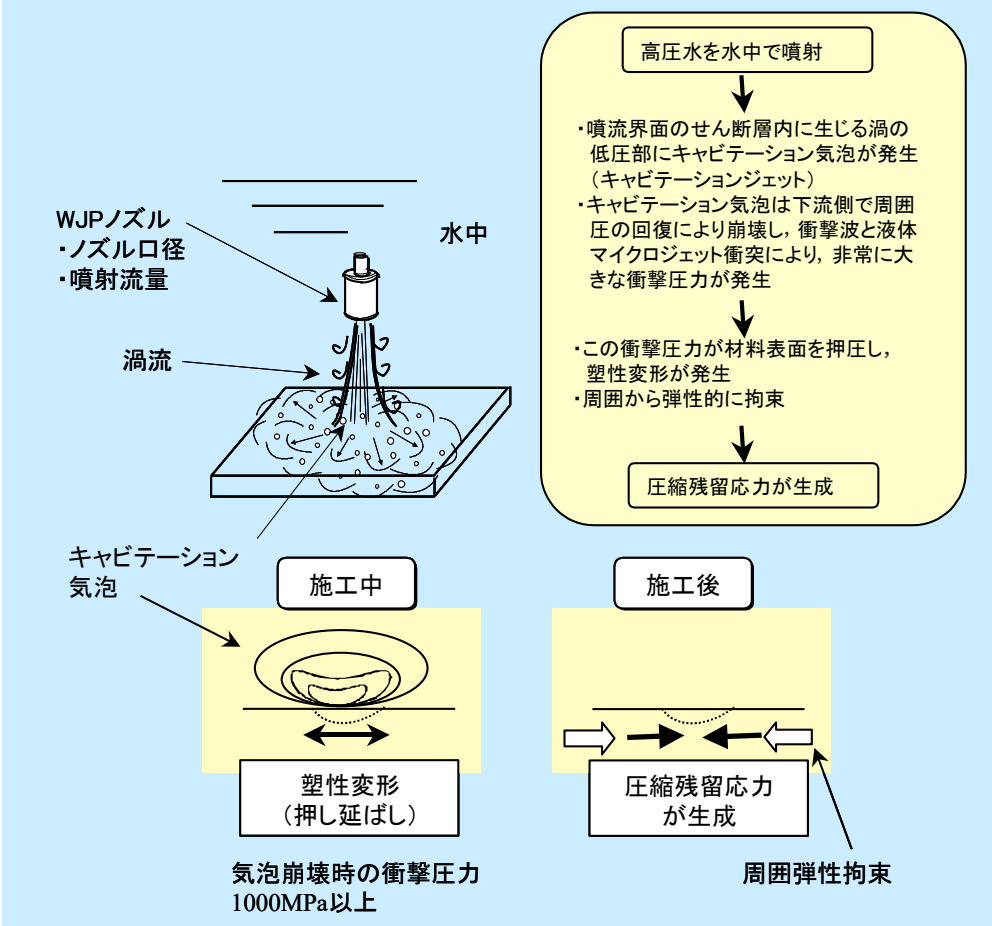 高圧水を水中で噴射
・噴流界面のせん断層内に生じる渦の
低圧部にキャビテーション気泡が発生
（キャビテーションジェット）
・キャビテーション気泡は下流側で周囲
圧の回復により崩壊し，衝撃波と液体
マイクロジェット衝突により，非常に大
きな衝撃圧力が発生
・この衝撃圧力が材料表面を押圧し，
塑性変形が発生
・周囲から弾性的に拘束
圧縮残留応力が生成
WJPノズル
・ノズル口径
・噴射流量
水中
渦流
キャビテーション
気泡
施工中
塑性変形
（押し延ばし）
気泡崩壊時の衝撃圧力
1000MPa以上
施工後
圧縮残留応力
が生成
周囲弾性拘束